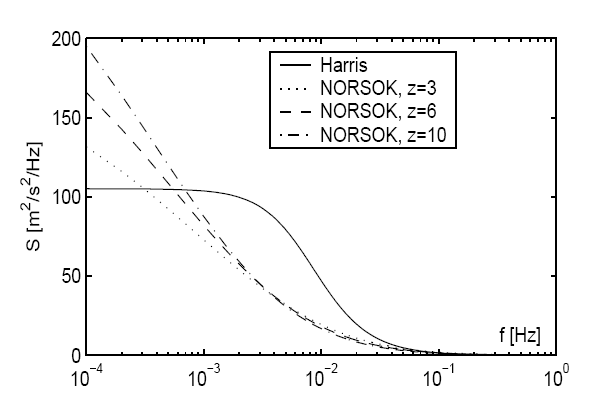 200
150
100
50
0
S [m²/s²/Hz]
Harris
NORSOK, z=3
NORSOK, z=6
NORSOK, z=10
f [Hz]
10⁻⁴ 10⁻³ 10⁻² 10⁻¹ 10⁰